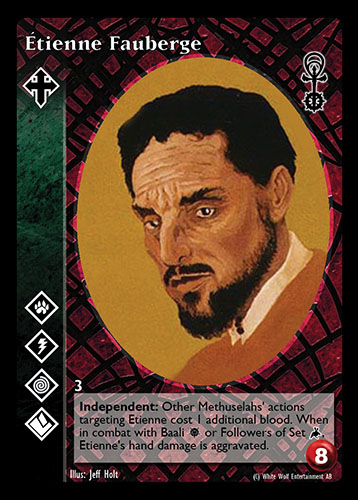 Étienne Fauberge
3
Independent: Other Methuselahs' actions
targeting Etienne cost 1 additional blood. When
in combat with Baali or Followers of Set,
Etienne's hand damage is aggravated.
8
Illus: Jeff Holt
(C) White Wolf Entertainment AB